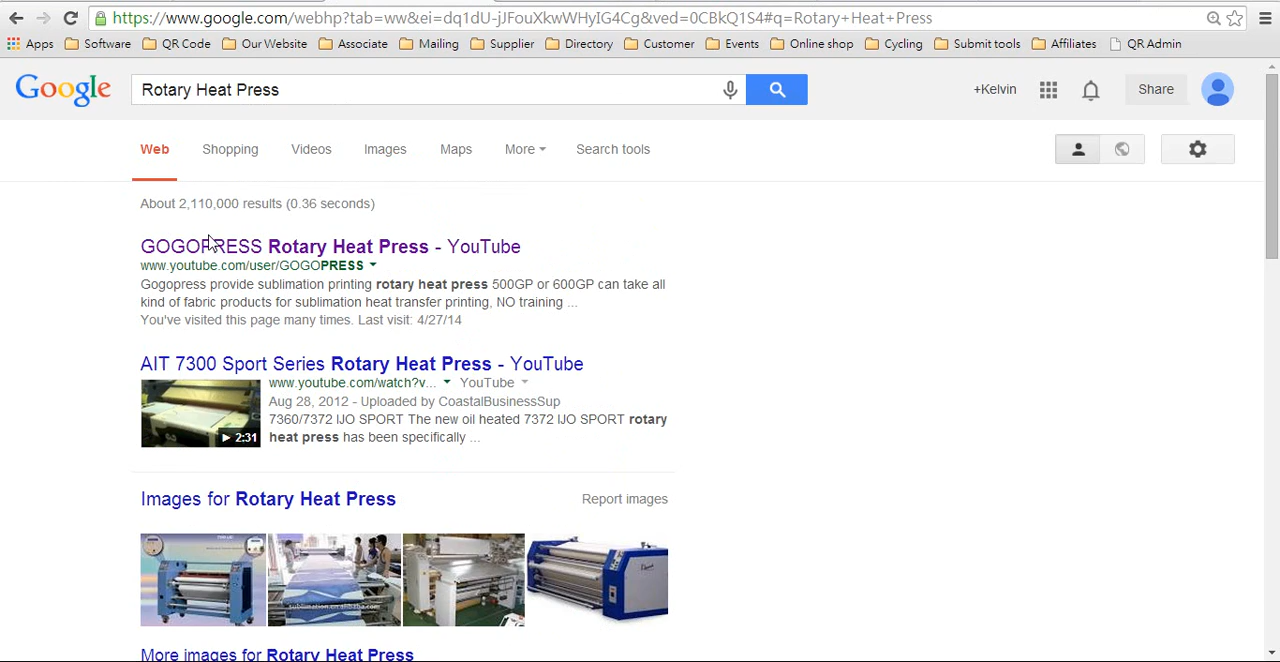 https://www.google.com/webhp?tab=ww&ei=dq1dU-jJFouXkwWHyIG4Cg&ved=0CBkQ1S4#q=Rotary+Heat+Press
Apps Software QR Code Our Website Associate Mailing Supplier Directory Customer Events Online shop Cycling Submit tools Affiliates QR Admin
Google Rotary Heat Press +Kelvin Share
Web Shopping Videos Images Maps More Search tools
About 2,110,000 results (0.36 seconds)
GOGOPRESS Rotary Heat Press - YouTube
www.youtube.com/user/GOGOPRESS
Gogopress provide sublimation printing rotary heat press 500GP or 600GP can take all
kind of fabric products for sublimation heat transfer printing, NO training ...
You've visited this page many times. Last visit: 4/27/14
AIT 7300 Sport Series Rotary Heat Press - YouTube
www.youtube.com/watch?v... YouTube
Aug 28, 2012 - Uploaded by CoastalBusinessSup
7360/7372 IJO SPORT The new oil heated 7372 IJO SPORT rotary
heat press has been specifically ...
2:31
Images for Rotary Heat Press Report images
sublimation.en.alibaba.com
More images for Rotary Heat Press